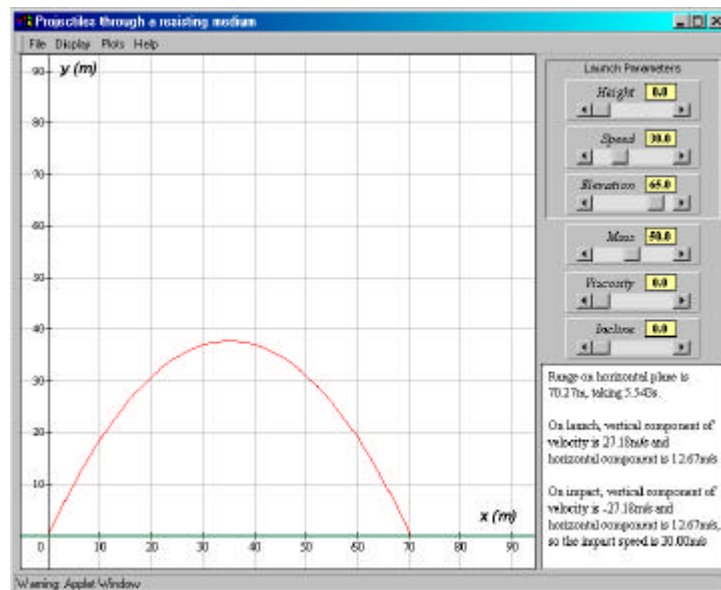 Projectiles through a resisting medium
File Display Plots Help
y (m)
90
80
70
60
50
40
30
20
10
x (m)
0 10 20 30 40 50 60 70 80 90
Launch Parameters
Height 0.0
Speed 30.0
Elevation 65.0
Mass 50.0
Viscosity 0.0
Incline 0.0
Range on horizontal plane is
70.27m, taking 5.543s.
On launch, vertical component of
velocity is 27.18m/s and
horizontal component is 12.67m/s
On impact, vertical component of
velocity is -27.18m/s and
horizontal component is 12.67m/s,
so the impact speed is 30.00m/s
Warning: Applet Window